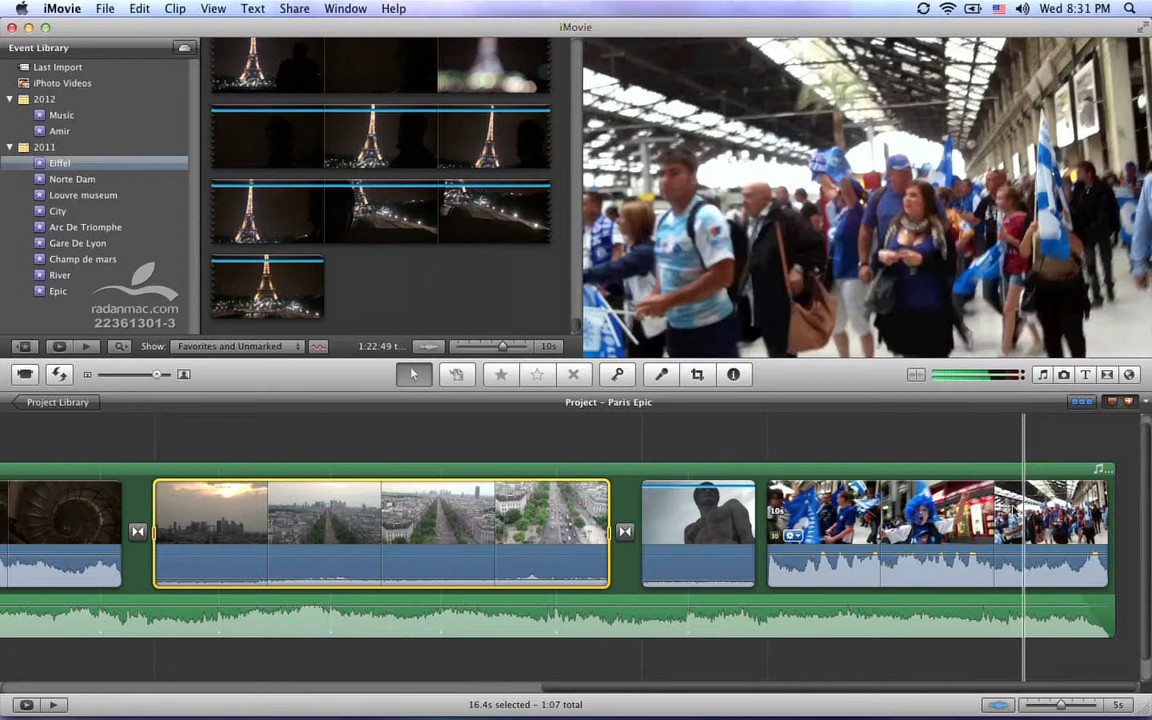 iMovie File Edit Clip View Text Share Window Help Wed 8:31 PM
iMovie
Event Library
Last Import
iPhoto Videos
2012
Music
Amir
2011
Eiffel
Norte Dam
Louvre museum
City
Arc De Triomphe
Gare De Lyon
Champ de mars
River
Epic
radanmac.com
22361301-3
Show: Favorites and Unmarked 1:22:49 t... 10s
Project Library
Project – Paris Epic
10s
30
16.4s selected – 1:07 total 5s